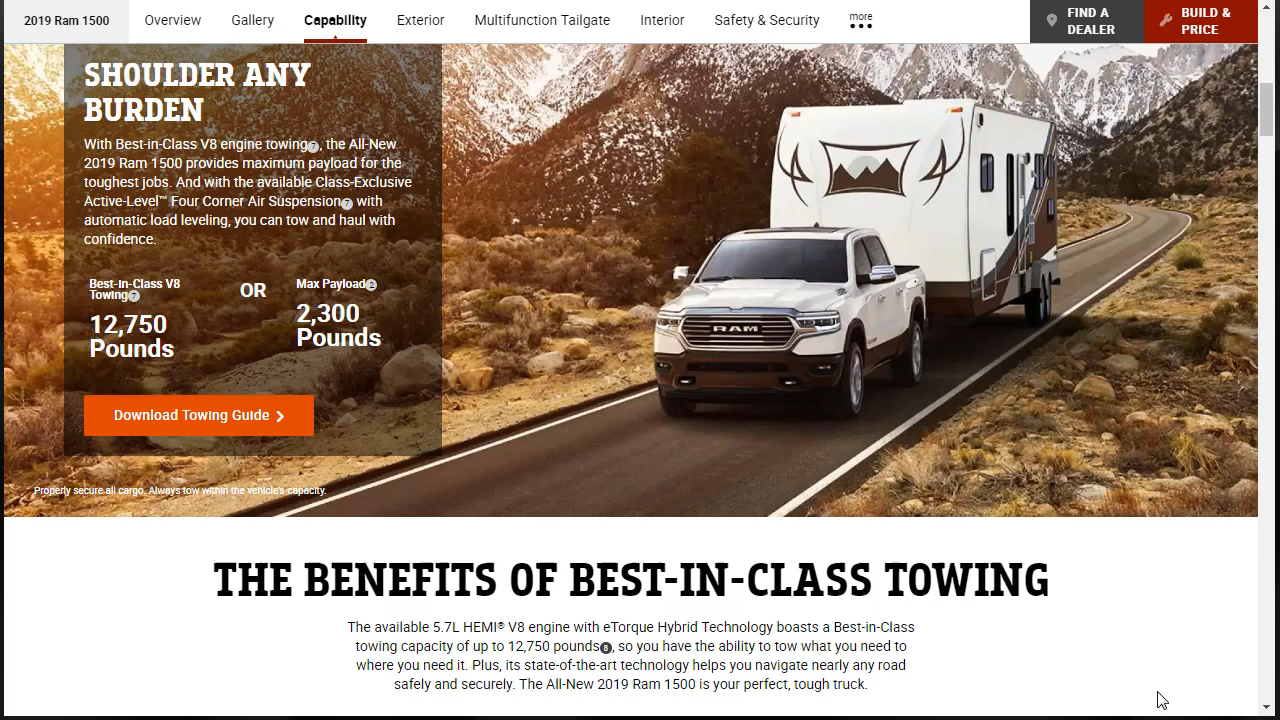 2019 Ram 1500
Overview
Gallery
Capability
Exterior
Multifunction Tailgate
Interior
Safety & Security
more
FIND A
DEALER
BUILD &
PRICE
SHOULDER ANY
BURDEN
With Best-in-Class V8 engine towing7, the All-New
2019 Ram 1500 provides maximum payload for the
toughest jobs. And with the available Class-Exclusive
Active-Level™ Four Corner Air Suspension7 with
automatic load leveling, you can tow and haul with
confidence.
Best-in-Class V8
Towing7
12,750
Pounds
OR
Max Payload2
2,300
Pounds
Download Towing Guide
Properly secure all cargo. Always tow within the vehicle's capacity.
RAM
THE BENEFITS OF BEST-IN-CLASS TOWING
The available 5.7L HEMI® V8 engine with eTorque Hybrid Technology boasts a Best-in-Class
towing capacity of up to 12,750 pounds8, so you have the ability to tow what you need to
where you need it. Plus, its state-of-the-art technology helps you navigate nearly any road
safely and securely. The All-New 2019 Ram 1500 is your perfect, tough truck.